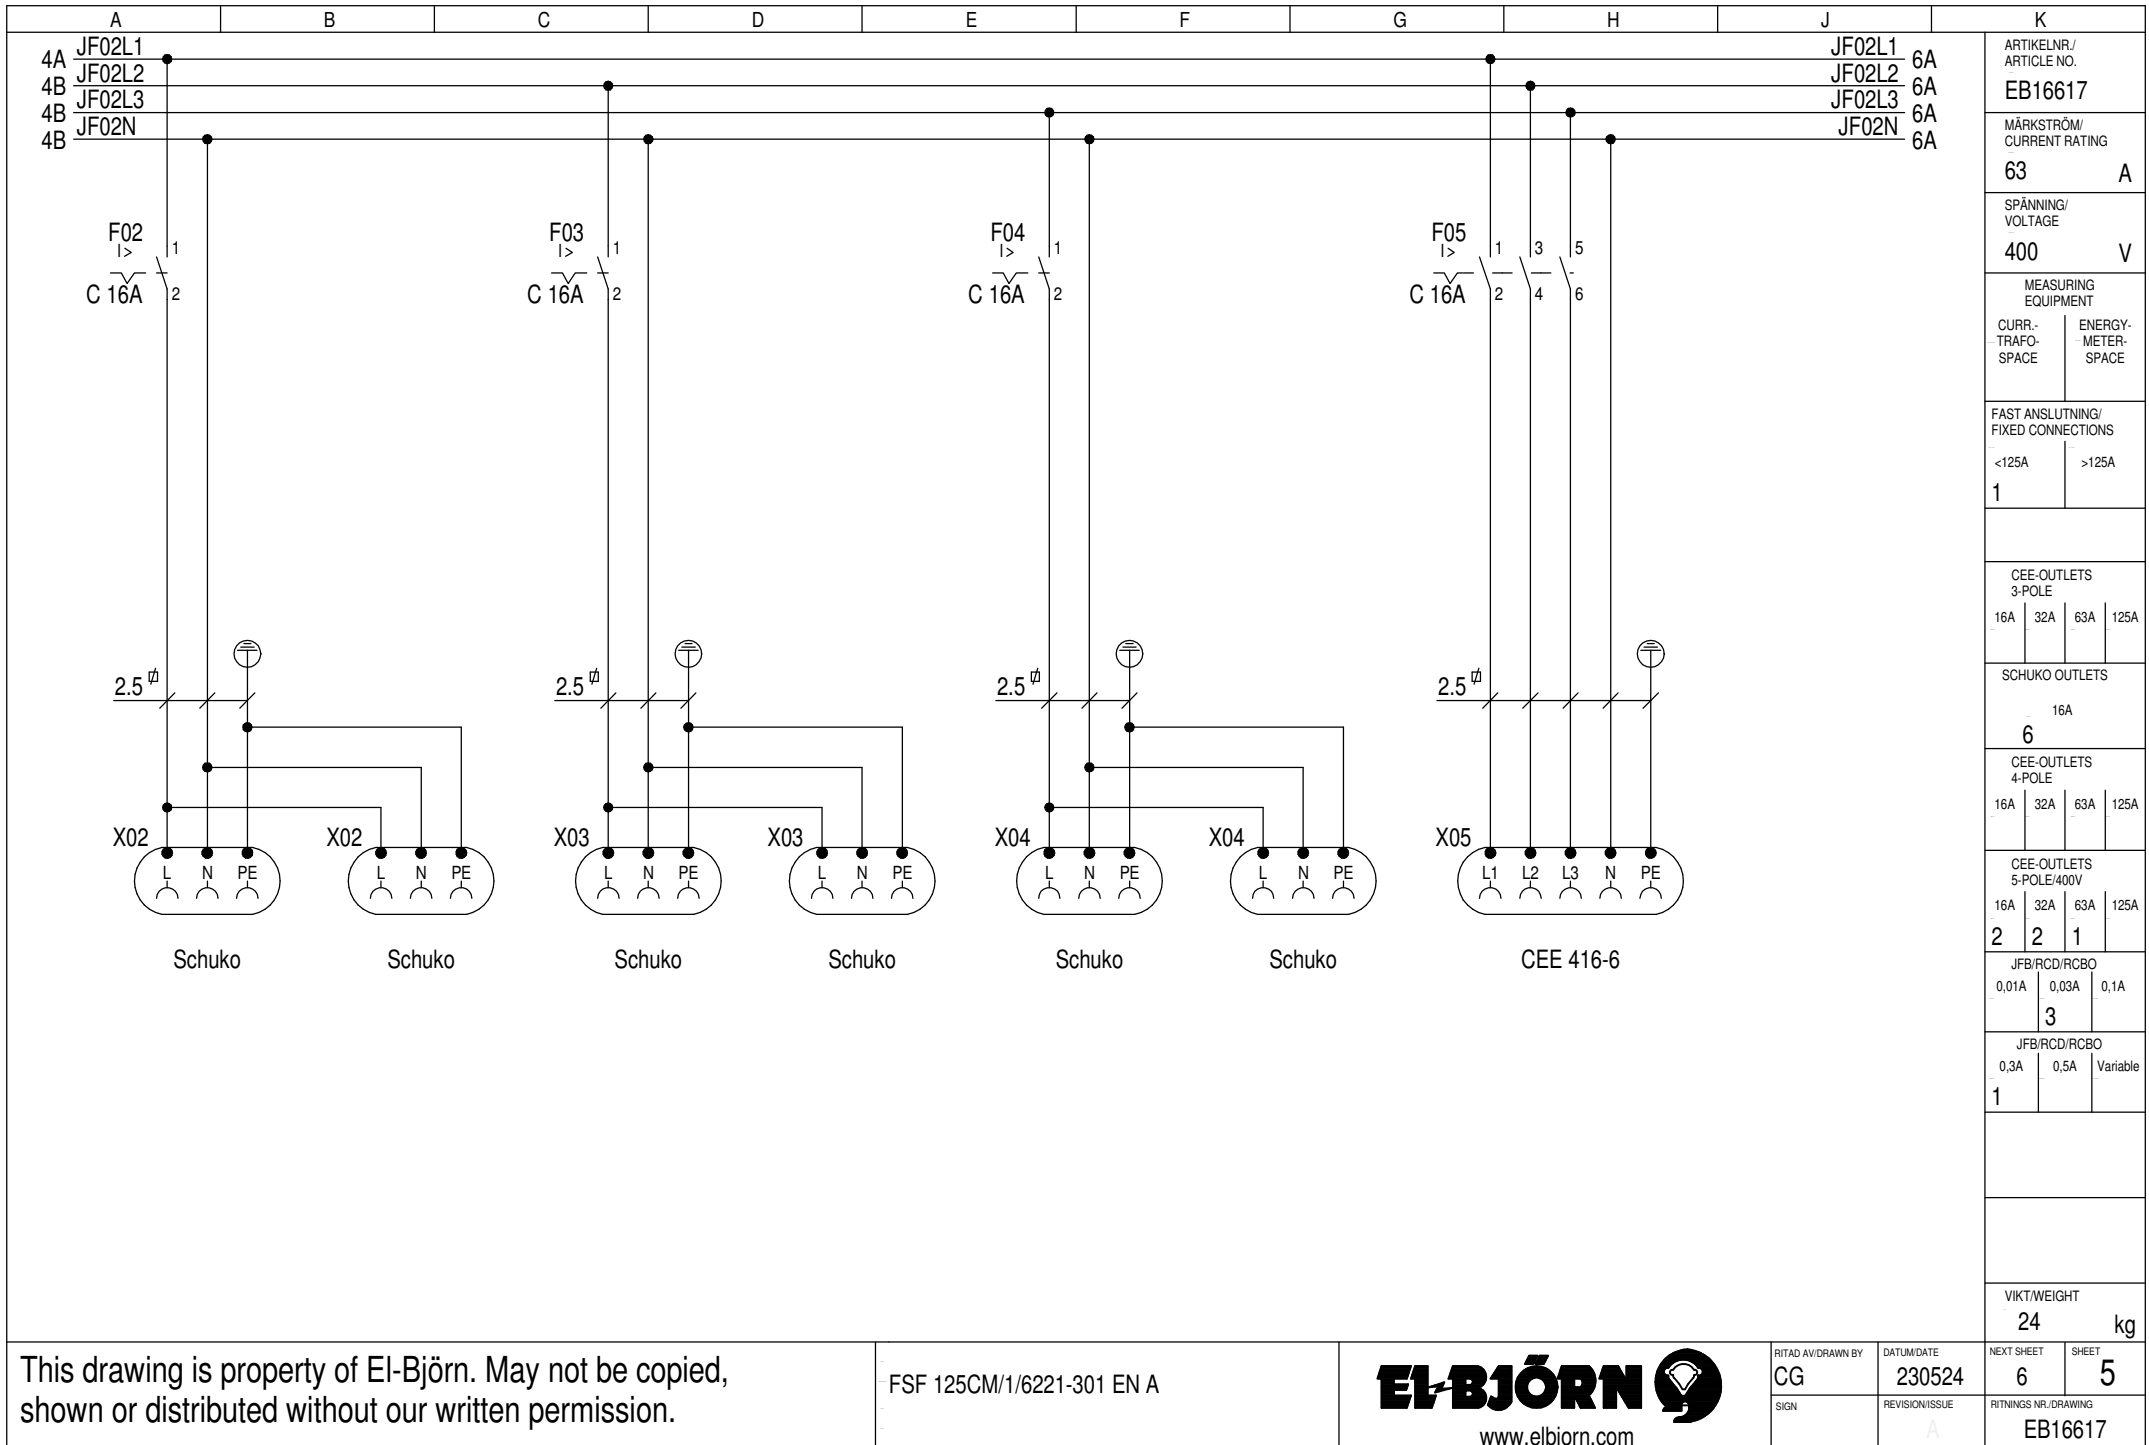 A B C D E F G H J K
4A JF02L1 JF02L1 6A
4B JF02L2 JF02L2 6A
4B JF02L3 JF02L3 6A
4B JF02N JF02N 6A
F02 I> 1
C 16A 2
F03 I> 1
C 16A 2
F04 I> 1
C 16A 2
F05 I> 1 3 5
C 16A 2 4 6
2.5 2.5 2.5 2.5
X02 X02 X03 X03 X04 X04 X05
L N PE L N PE L N PE L N PE L N PE L N PE L1 L2 L3 N PE
Schuko Schuko Schuko Schuko Schuko Schuko CEE 416-6
ARTIKELNR./
ARTICLE NO.
EB16617
MÄRKSTRÖM/
CURRENT RATING
63 A
SPÄNNING/
VOLTAGE
400 V
MEASURING
EQUIPMENT
CURR.-
TRAFO-
SPACE
ENERGY-
METER-
SPACE
FAST ANSLUTNING/
FIXED CONNECTIONS
<125A >125A
1
CEE-OUTLETS
3-POLE
16A 32A 63A 125A
SCHUKO OUTLETS
16A
6
CEE-OUTLETS
4-POLE
16A 32A 63A 125A
CEE-OUTLETS
5-POLE/400V
16A 32A 63A 125A
2 2 1
JFB/RCD/RCBO
0,01A 0,03A 0,1A
3
JFB/RCD/RCBO
0,3A 0,5A Variable
1
VIKT/WEIGHT
24 kg
This drawing is property of El-Björn. May not be copied,
shown or distributed without our written permission.
FSF 125CM/1/6221-301 EN A
EL-BJÖRN
www.elbjorn.com
RITAD AV/DRAWN BY
CG
DATUM/DATE
230524
NEXT SHEET
6
SHEET
5
SIGN
REVISION/ISSUE
A
RITNINGS NR./DRAWING
EB16617